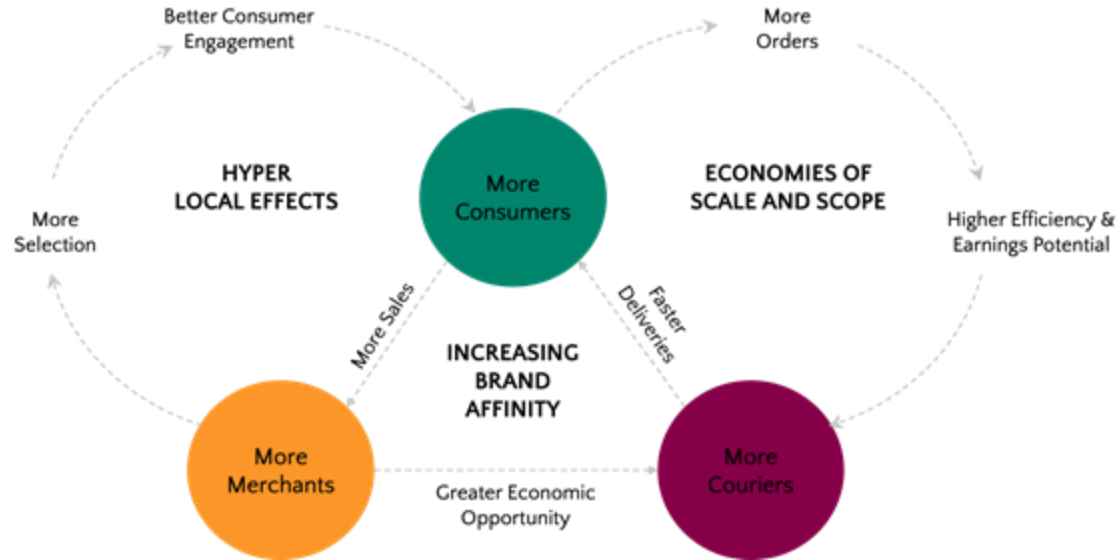 Better Consumer
Engagement
More
Orders
HYPER
LOCAL EFFECTS
More
Consumers
ECONOMIES OF
SCALE AND SCOPE
More
Selection
Higher Efficiency &
Earnings Potential
More Sales
Faster
Deliveries
INCREASING
BRAND
AFFINITY
More
Merchants
Greater Economic
Opportunity
More
Couriers